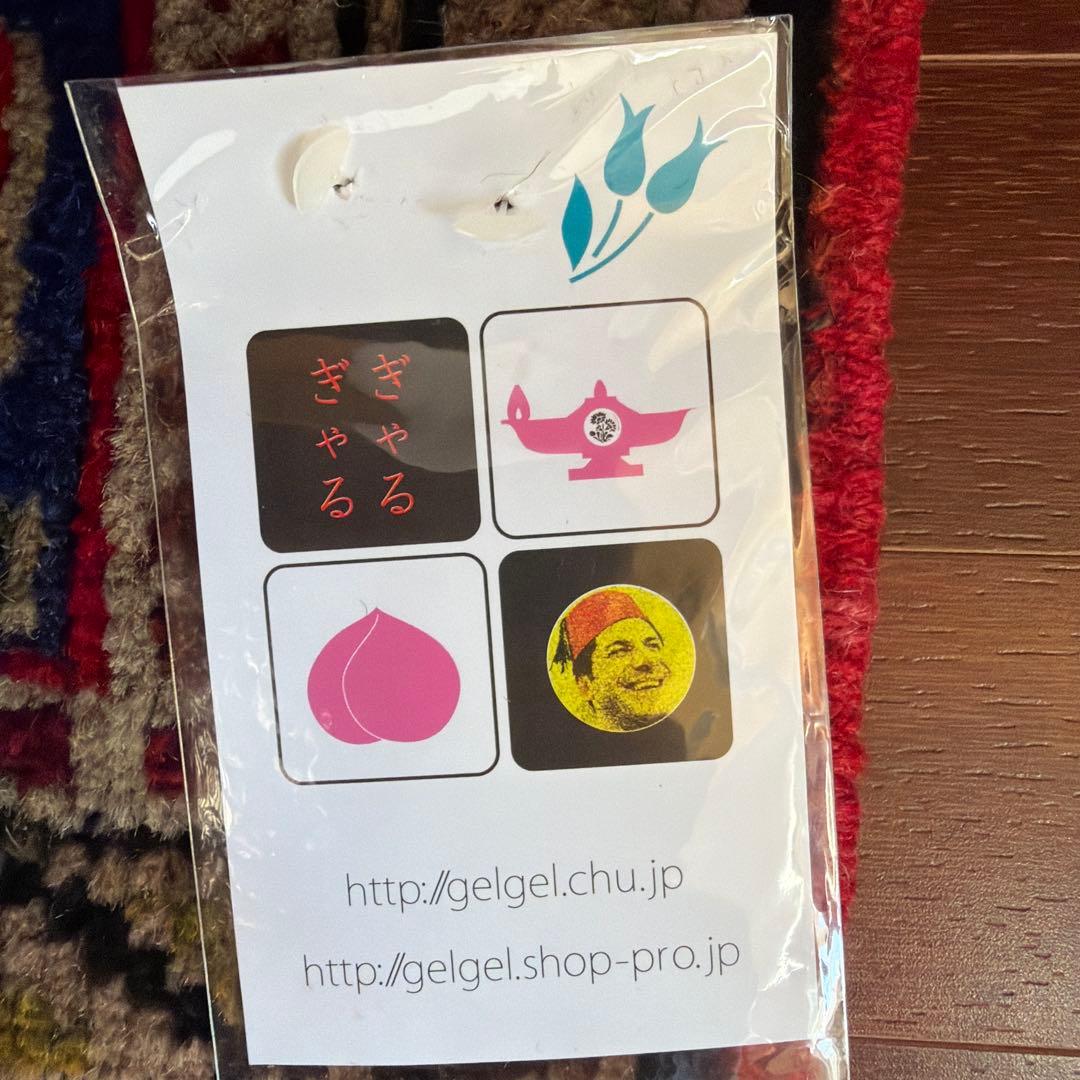 ぎゃる
ぎゃる
http://gelgel.chu.jp
http://gelgel.shop-pro.jp